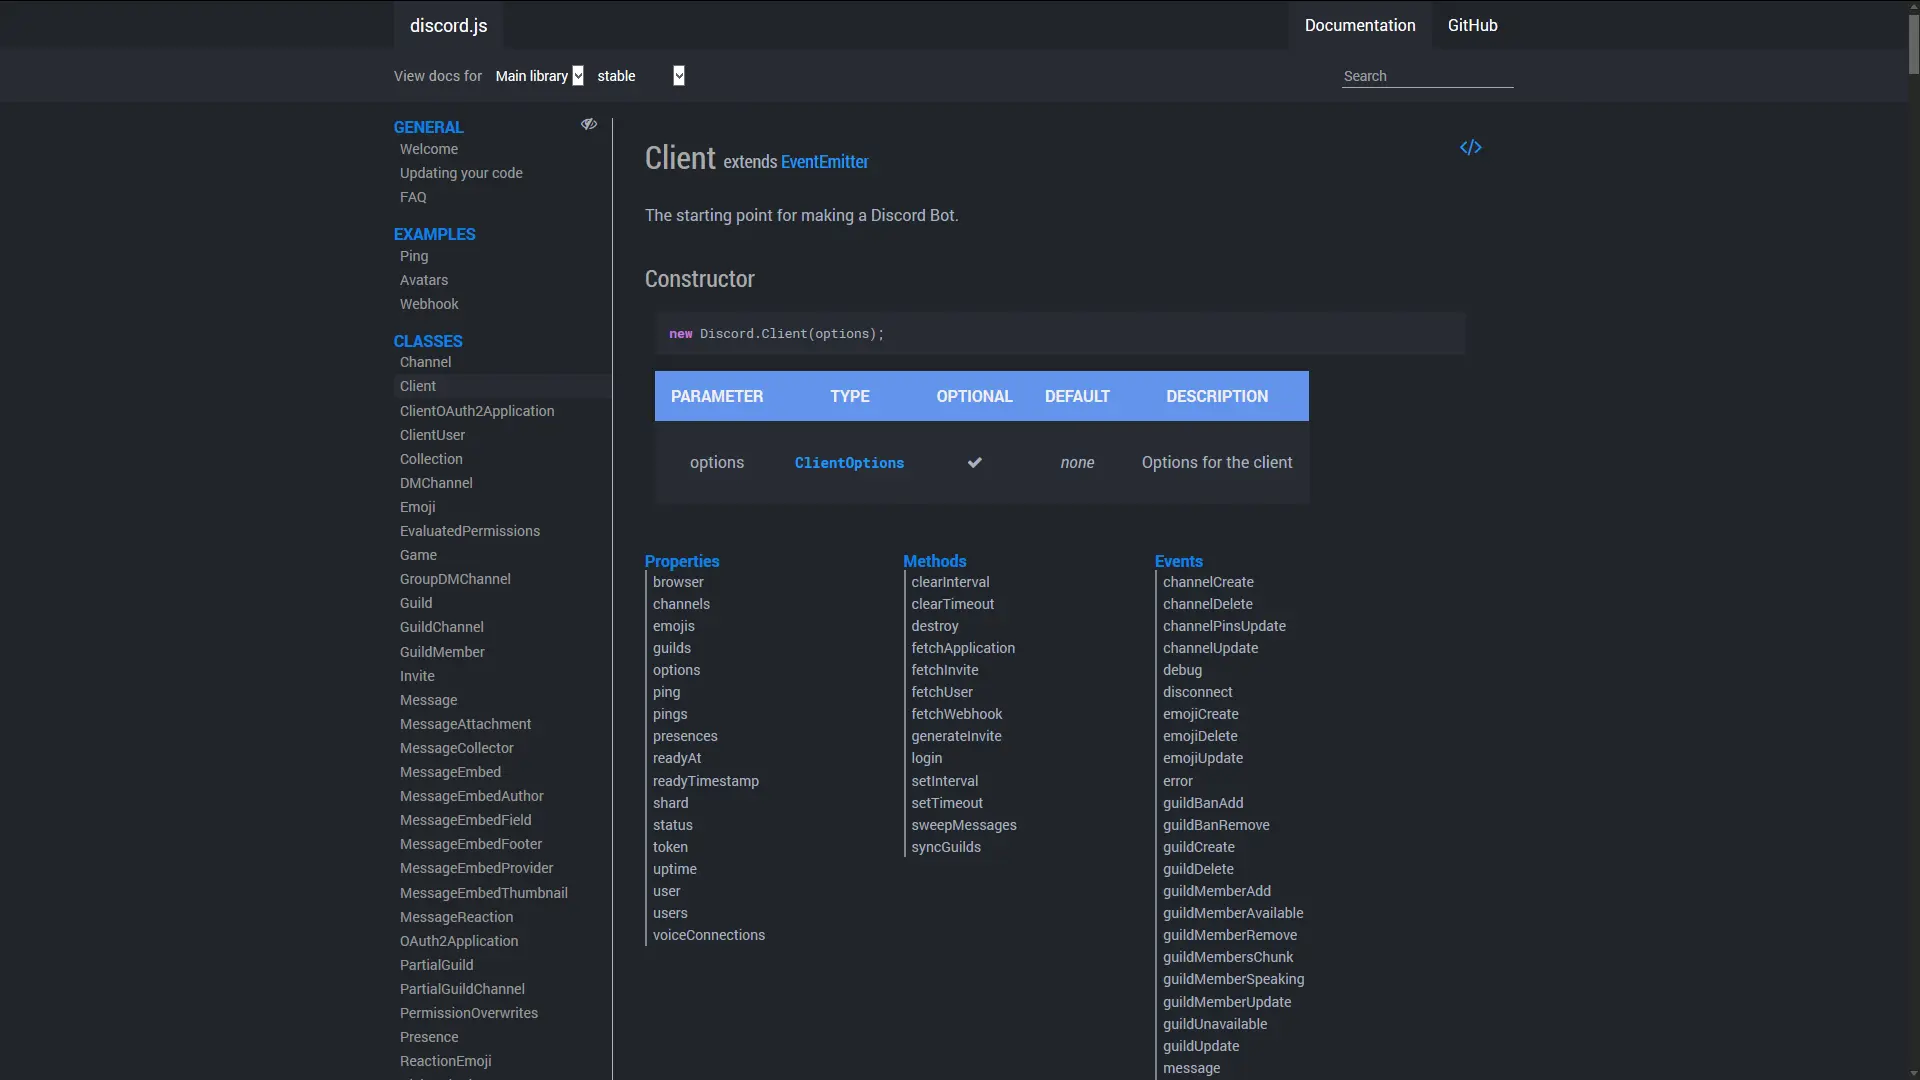 discord.js
Documentation
GitHub
View docs for Main library stable
Search
GENERAL
Welcome
Updating your code
FAQ
EXAMPLES
Ping
Avatars
Webhook
CLASSES
Channel
Client
ClientOAuth2Application
ClientUser
Collection
DMChannel
Emoji
EvaluatedPermissions
Game
GroupDMChannel
Guild
GuildChannel
GuildMember
Invite
Message
MessageAttachment
MessageCollector
MessageEmbed
MessageEmbedAuthor
MessageEmbedField
MessageEmbedFooter
MessageEmbedProvider
MessageEmbedThumbnail
MessageReaction
OAuth2Application
PartialGuild
PartialGuildChannel
PermissionOverwrites
Presence
ReactionEmoji
Client extends EventEmitter
</>
The starting point for making a Discord Bot.
Constructor
new Discord.Client(options);
PARAMETER TYPE OPTIONAL DEFAULT DESCRIPTION
options ClientOptions ✔ none Options for the client
Properties
browser
channels
emojis
guilds
options
ping
pings
presences
readyAt
readyTimestamp
shard
status
token
uptime
user
users
voiceConnections
Methods
clearInterval
clearTimeout
destroy
fetchApplication
fetchInvite
fetchUser
fetchWebhook
generateInvite
login
setInterval
setTimeout
sweepMessages
syncGuilds
Events
channelCreate
channelDelete
channelPinsUpdate
channelUpdate
debug
disconnect
emojiCreate
emojiDelete
emojiUpdate
error
guildBanAdd
guildBanRemove
guildCreate
guildDelete
guildMemberAdd
guildMemberAvailable
guildMemberRemove
guildMembersChunk
guildMemberSpeaking
guildMemberUpdate
guildUnavailable
guildUpdate
message